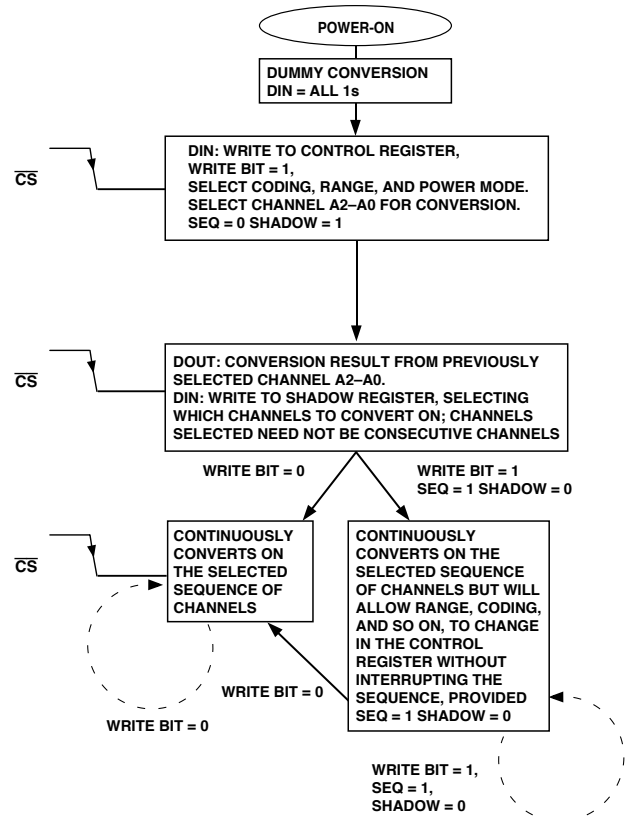 POWER-ON
DUMMY CONVERSION
DIN = ALL 1s
CS
DIN: WRITE TO CONTROL REGISTER,
WRITE BIT = 1,
SELECT CODING, RANGE, AND POWER MODE.
SELECT CHANNEL A2–A0 FOR CONVERSION.
SEQ = 0 SHADOW = 1
CS
DOUT: CONVERSION RESULT FROM PREVIOUSLY
SELECTED CHANNEL A2–A0.
DIN: WRITE TO SHADOW REGISTER, SELECTING
WHICH CHANNELS TO CONVERT ON; CHANNELS
SELECTED NEED NOT BE CONSECUTIVE CHANNELS
WRITE BIT = 0
WRITE BIT = 1
SEQ = 1 SHADOW = 0
CS
CONTINUOUSLY
CONVERTS ON
THE SELECTED
SEQUENCE OF
CHANNELS
CONTINUOUSLY
CONVERTS ON THE
SELECTED SEQUENCE
OF CHANNELS BUT WILL
ALLOW RANGE, CODING,
AND SO ON, TO CHANGE
IN THE CONTROL
REGISTER WITHOUT
INTERRUPTING THE
SEQUENCE, PROVIDED
SEQ = 1 SHADOW = 0
WRITE BIT = 0
WRITE BIT = 0
WRITE BIT = 1,
SEQ = 1,
SHADOW = 0